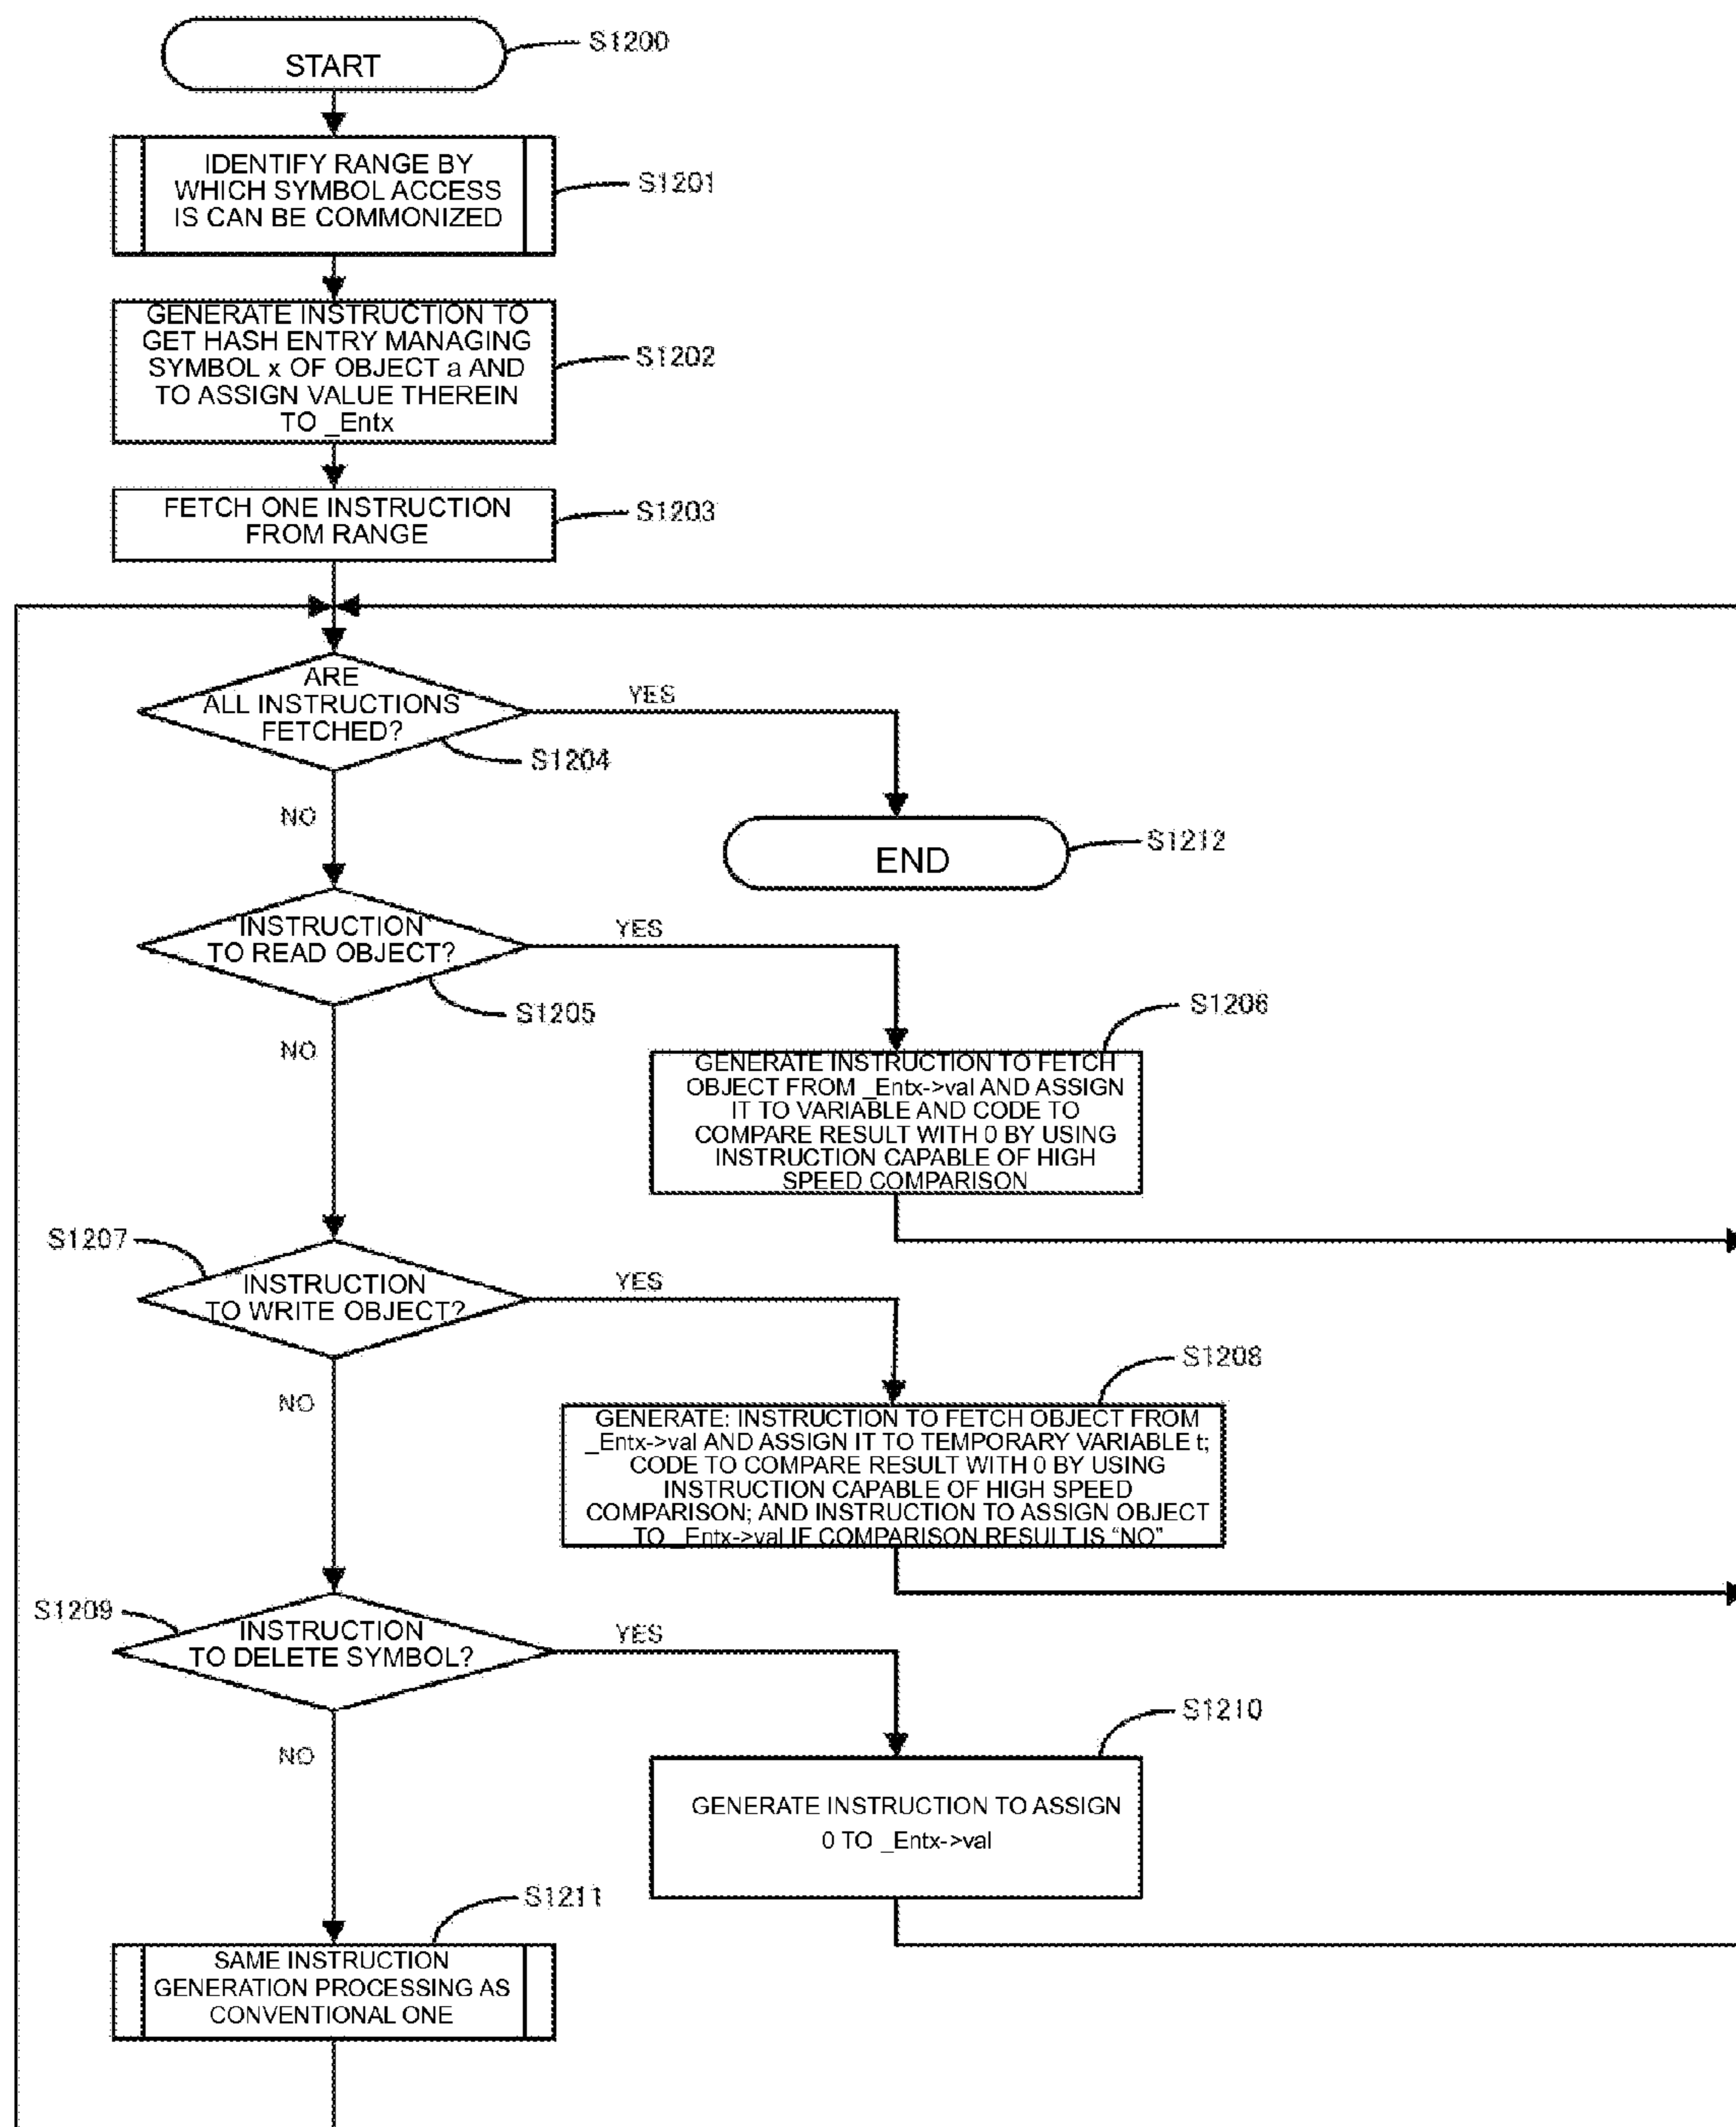 START
S1200
IDENTIFY RANGE BY
WHICH SYMBOL ACCESS
IS CAN BE COMMONIZED
S1201
GENERATE INSTRUCTION TO
GET HASH ENTRY MANAGING
SYMBOL x OF OBJECT a AND
TO ASSIGN VALUE THEREIN
TO _Entx
S1202
FETCH ONE INSTRUCTION
FROM RANGE
S1203
ARE
ALL INSTRUCTIONS
FETCHED?
YES
S1204
NO
END
S1212
INSTRUCTION
TO READ OBJECT?
YES
S1205
NO
S1206
GENERATE INSTRUCTION TO FETCH
OBJECT FROM _Entx->val AND ASSIGN
IT TO VARIABLE AND CODE TO
COMPARE RESULT WITH 0 BY USING
INSTRUCTION CAPABLE OF HIGH
SPEED COMPARISON
S1207
INSTRUCTION
TO WRITE OBJECT?
YES
NO
S1208
GENERATE: INSTRUCTION TO FETCH OBJECT FROM
_Entx->val AND ASSIGN IT TO TEMPORARY VARIABLE t;
CODE TO COMPARE RESULT WITH 0 BY USING
INSTRUCTION CAPABLE OF HIGH SPEED
COMPARISON; AND INSTRUCTION TO ASSIGN OBJECT
TO _Entx->val IF COMPARISON RESULT IS “NO”
S1209
INSTRUCTION
TO DELETE SYMBOL?
YES
NO
S1210
GENERATE INSTRUCTION TO ASSIGN
0 TO _Entx->val
S1211
SAME INSTRUCTION
GENERATION PROCESSING AS
CONVENTIONAL ONE